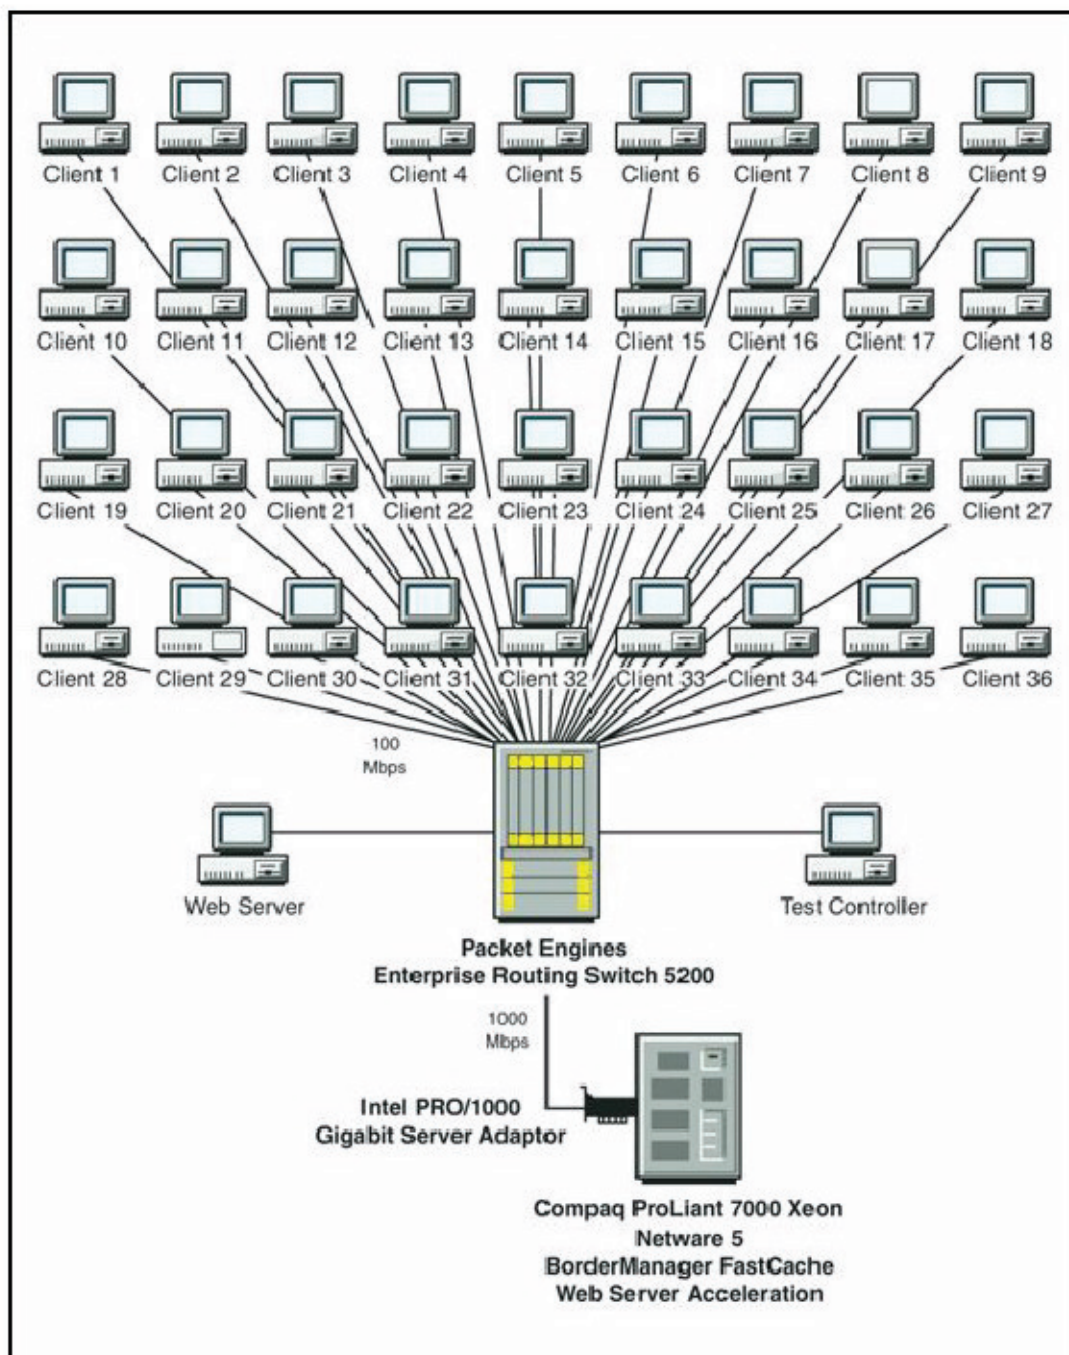 Client 1 Client 2 Client 3 Client 4 Client 5 Client 6 Client 7 Client 8 Client 9
Client 10 Client 11 Client 12 Client 13 Client 14 Client 15 Client 16 Client 17 Client 18
Client 19 Client 20 Client 21 Client 22 Client 23 Client 24 Client 25 Client 26 Client 27
Client 28 Client 29 Client 30 Client 31 Client 32 Client 33 Client 34 Client 35 Client 36
100
Mbps
Web Server
Test Controller
Packet Engines
Enterprise Routing Switch 5200
1000
Mbps
Intel PRO/1000
Gigabit Server Adaptor
Compaq ProLiant 7000 Xeon
Netware 5
BorderManager FastCache
Web Server Acceleration